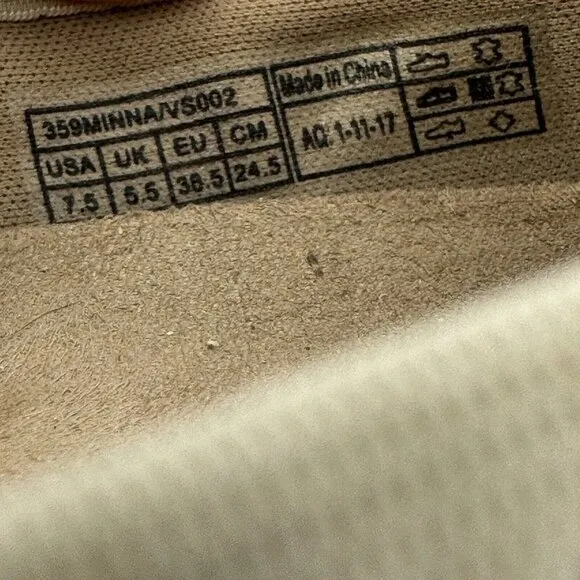 359MINNA/VS002
USA UK EU CM
7.5 5.5 38.5 24.5
Made in China
AQ: 1-11-17